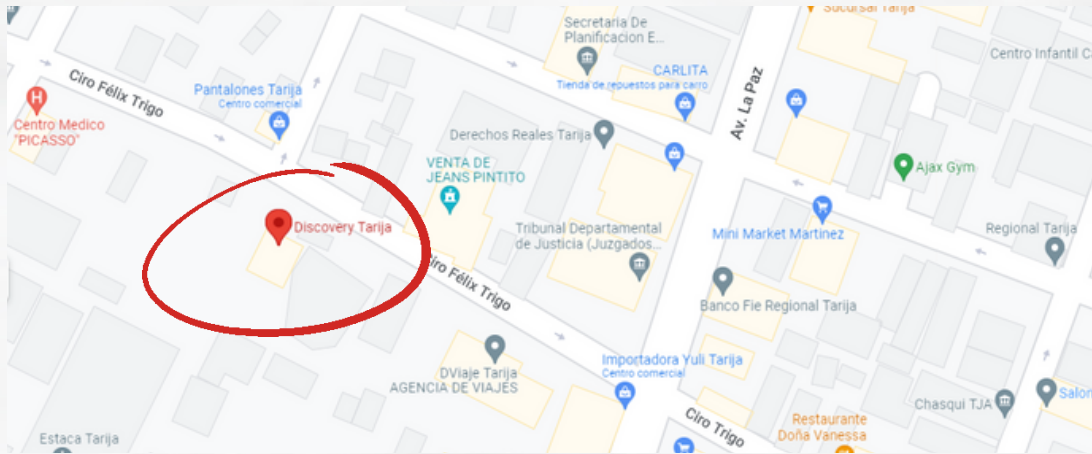 Sucursal Tarija
Secretaria De
Planificacion E...
Centro Infantil C
Ciro Félix Trigo
CARLITA
Tienda de repuestos para carro
Av. La Paz
Pantalones Tarija
Centro comercial
H
Centro Medico
"PICASSO"
Derechos Reales Tarija
VENTA DE
JEANS PINTITO
Ajax Gym
Discovery Tarija
Tribunal Departamental
de Justicia (Juzgados...
Mini Market Martinez
Regional Tarija
Ciro Félix Trigo
Banco Fie Regional Tarija
DViaje Tarija
AGENCIA DE VIAJES
Importadora Yuli Tarija
Centro comercial
Chasqui TJA
Salon
Ciro Trigo
Restaurante
Doña Vanessa
Estaca Tarija